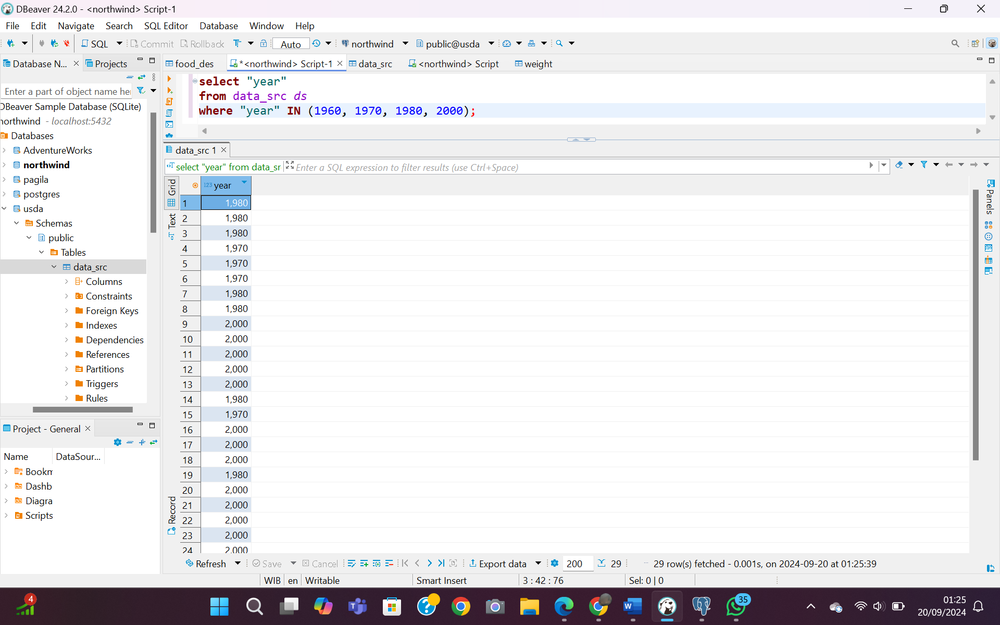 DBeaver 24.2.0 - <northwind> Script-1
File Edit Navigate Search SQL Editor Database Window Help
SQL Commit Rollback Auto northwind public@usda
Database N... Projects
food_des *<northwind> Script-1 data_src <northwind> Script weight
Enter a part of object name he
DBeaver Sample Database (SQLite)
northwind - localhost:5432
Databases
AdventureWorks
northwind
pagila
postgres
usda
Schemas
public
Tables
data_src
Columns
Constraints
Foreign Keys
Indexes
Dependencies
References
Partitions
Triggers
Rules
Project - General
Name DataSour...
Bookm
Dashb
Diagra
Scripts
select "year"
from data_src ds
where "year" IN (1960, 1970, 1980, 2000);
data_src 1
select "year" from data_sr Enter a SQL expression to filter results (use Ctrl+Space)
Grid
Text
Record
Panels
123 year
1 1,980
2 1,980
3 1,980
4 1,970
5 1,970
6 1,970
7 1,980
8 1,980
9 2,000
10 2,000
11 2,000
12 2,000
13 2,000
14 1,980
15 1,970
16 2,000
17 2,000
18 2,000
19 1,980
20 2,000
21 2,000
22 2,000
23 2,000
24 2,000
Refresh Save Cancel Export data 200 29 29 row(s) fetched - 0.001s, on 2024-09-20 at 01:25:39
WIB en Writable Smart Insert 3 : 42 : 76 Sel: 0 | 0
4
35
01:25
20/09/2024